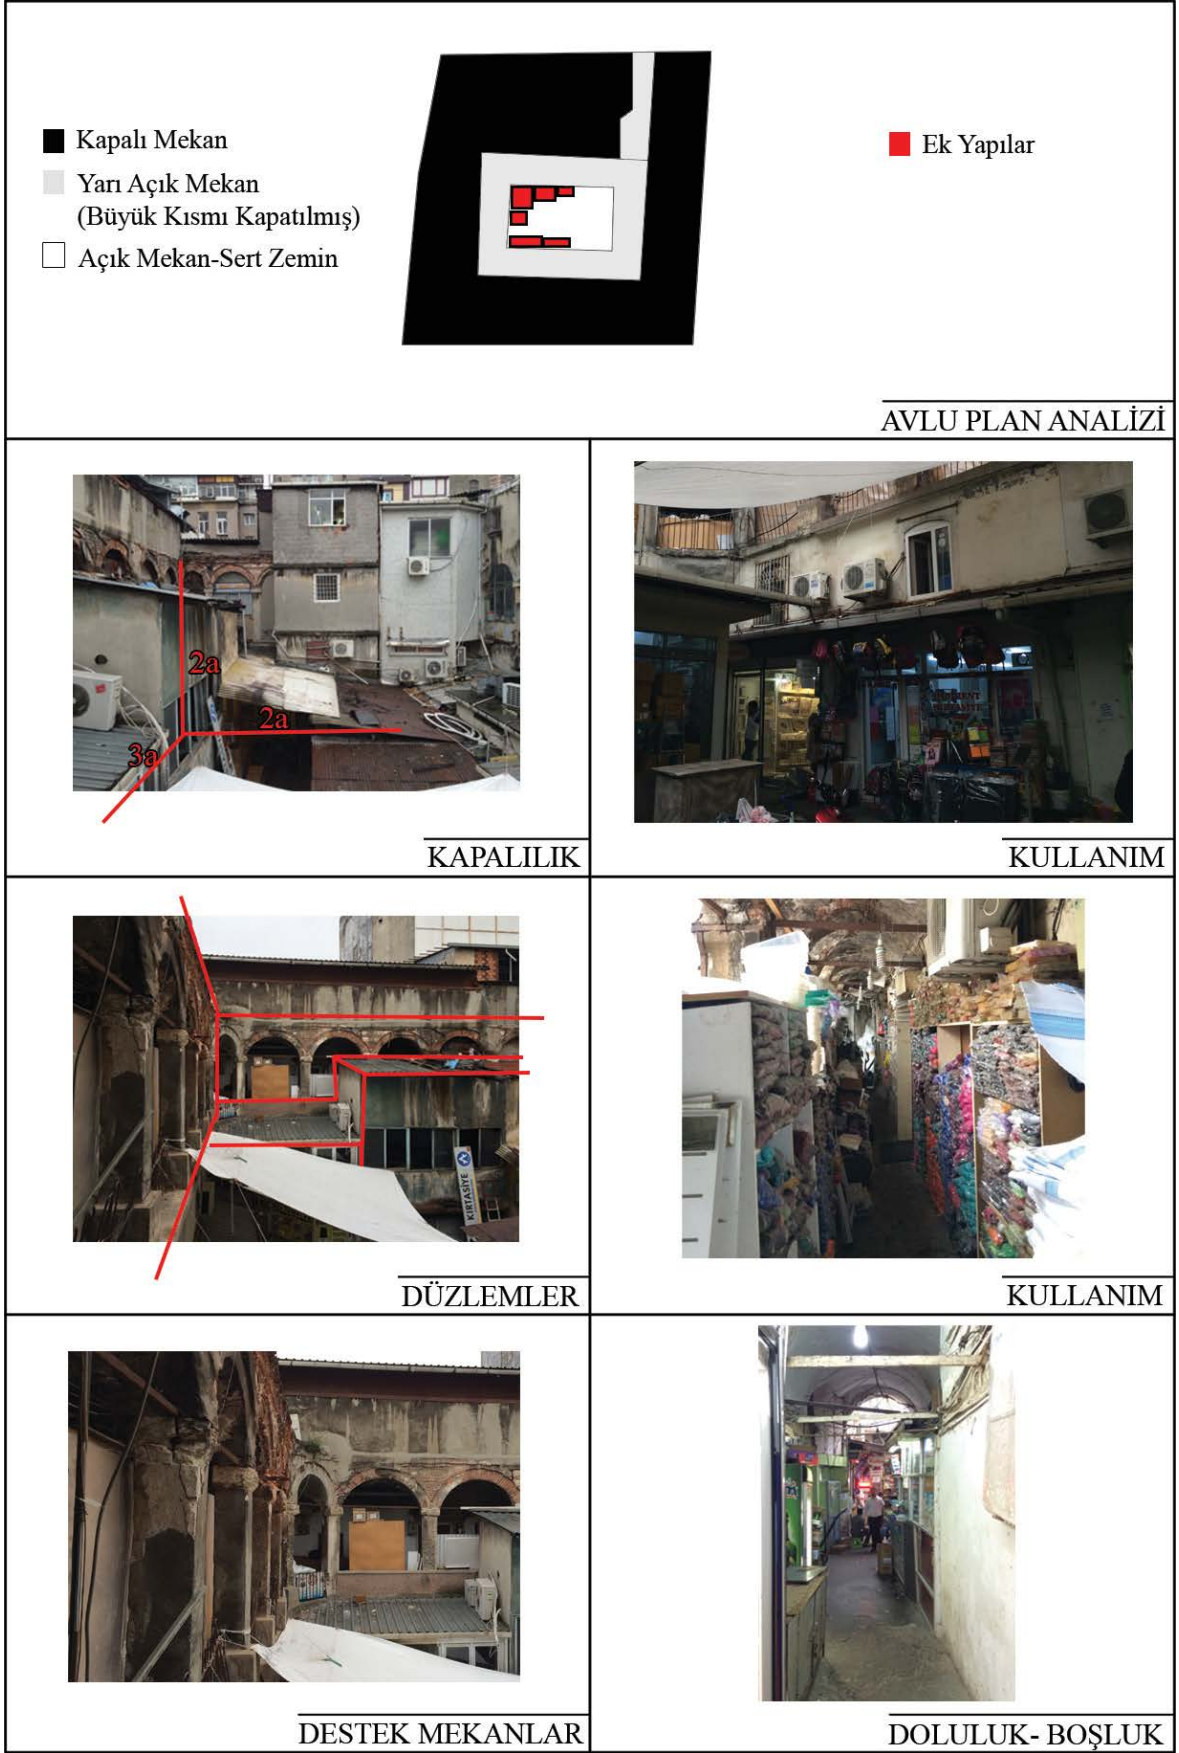 Kapalı Mekan
Yarı Açık Mekan
(Büyük Kısmı Kapatılmış)
Açık Mekan-Sert Zemin
Ek Yapılar
AVLU PLAN ANALİZİ
2a
2a
3a
KAPALILIK
KULLANIM
KIRTASİYE
DÜZLEMLER
KULLANIM
DESTEK MEKANLAR
DOLULUK- BOŞLUK